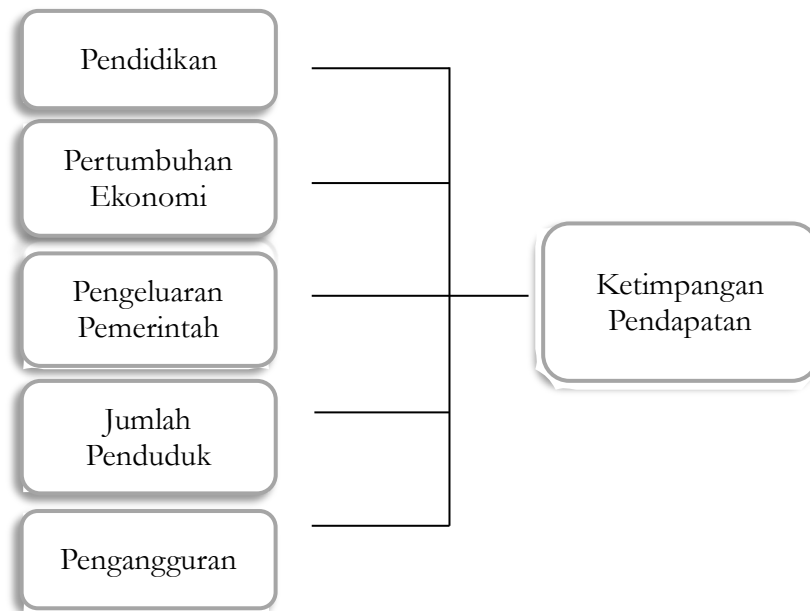 Pendidikan
Pertumbuhan
Ekonomi
Pengeluaran
Pemerintah
Jumlah
Penduduk
Pengangguran
Ketimpangan
Pendapatan